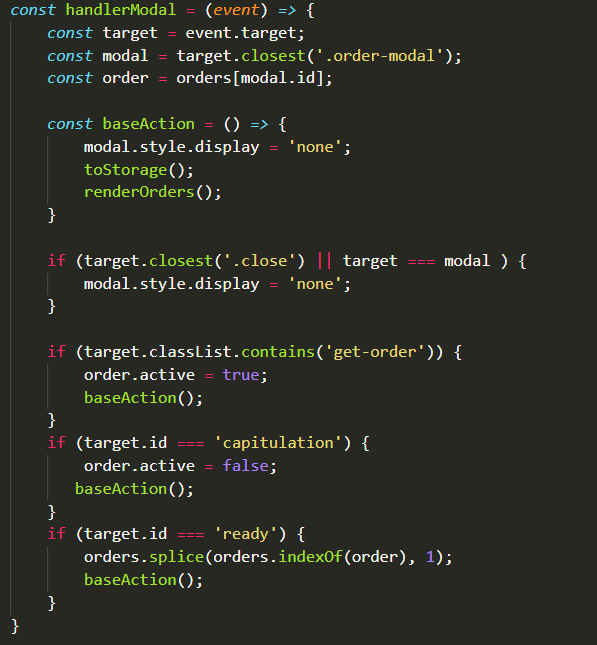 const handlerModal = (event) => {
    const target = event.target;
    const modal = target.closest('.order-modal');
    const order = orders[modal.id];

    const baseAction = () => {
        modal.style.display = 'none';
        toStorage();
        renderOrders();
    }

    if (target.closest('.close') || target === modal ) {
        modal.style.display = 'none';
    }

    if (target.classList.contains('get-order')) {
        order.active = true;
        baseAction();
    }
    if (target.id === 'capitulation') {
        order.active = false;
       baseAction();
    }
    if (target.id === 'ready') {
        orders.splice(orders.indexOf(order), 1);
        baseAction();
    }
}